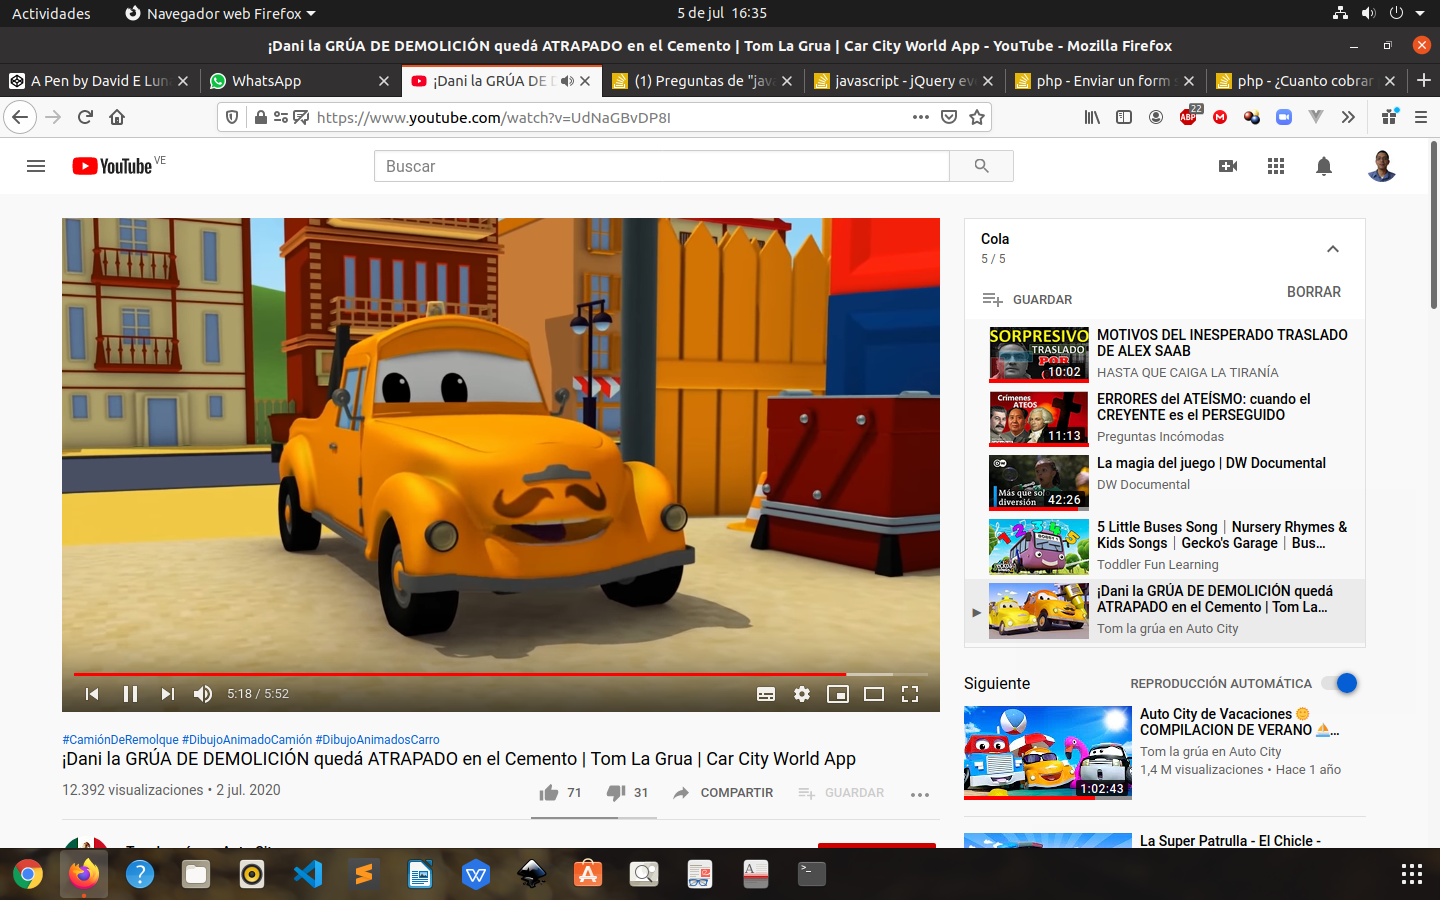 Actividades
Navegador web Firefox
5 de jul 16:35
¡Dani la GRÚA DE DEMOLICIÓN quedá ATRAPADO en el Cemento | Tom La Grua | Car City World App - YouTube - Mozilla Firefox
A Pen by David E Lun
WhatsApp
¡Dani la GRÚA DE D
(1) Preguntas de "jav
javascript - jQuery ev
php - Enviar un form
php - ¿Cuanto cobrar
https://www.youtube.com/watch?v=UdNaGBvDP8I
ABP
22
YouTube
VE
Buscar
Cola
5 / 5
GUARDAR
BORRAR
SORPRESIVO
TRASLADO
POR
10:02
MOTIVOS DEL INESPERADO TRASLADO
DE ALEX SAAB
HASTA QUE CAIGA LA TIRANÍA
Crímenes
ATEOS
11:13
ERRORES del ATEÍSMO: cuando el
CREYENTE es el PERSEGUIDO
Preguntas Incómodas
Más que sol
diversión
42:26
La magia del juego | DW Documental
DW Documental
5 Little Buses Song | Nursery Rhymes &
Kids Songs | Gecko's Garage | Bus...
Toddler Fun Learning
¡Dani la GRÚA DE DEMOLICIÓN quedá
ATRAPADO en el Cemento | Tom La...
Tom la grúa en Auto City
5:18 / 5:52
Siguiente
REPRODUCCIÓN AUTOMÁTICA
1:02:43
Auto City de Vacaciones 🌞
COMPILACION DE VERANO ⛵...
Tom la grúa en Auto City
1,4 M visualizaciones • Hace 1 año
La Super Patrulla - El Chicle -
#CamiónDeRemolque #DibujoAnimadoCamión #DibujoAnimadosCarro
¡Dani la GRÚA DE DEMOLICIÓN quedá ATRAPADO en el Cemento | Tom La Grua | Car City World App
12.392 visualizaciones • 2 jul. 2020
71
31
COMPARTIR
GUARDAR